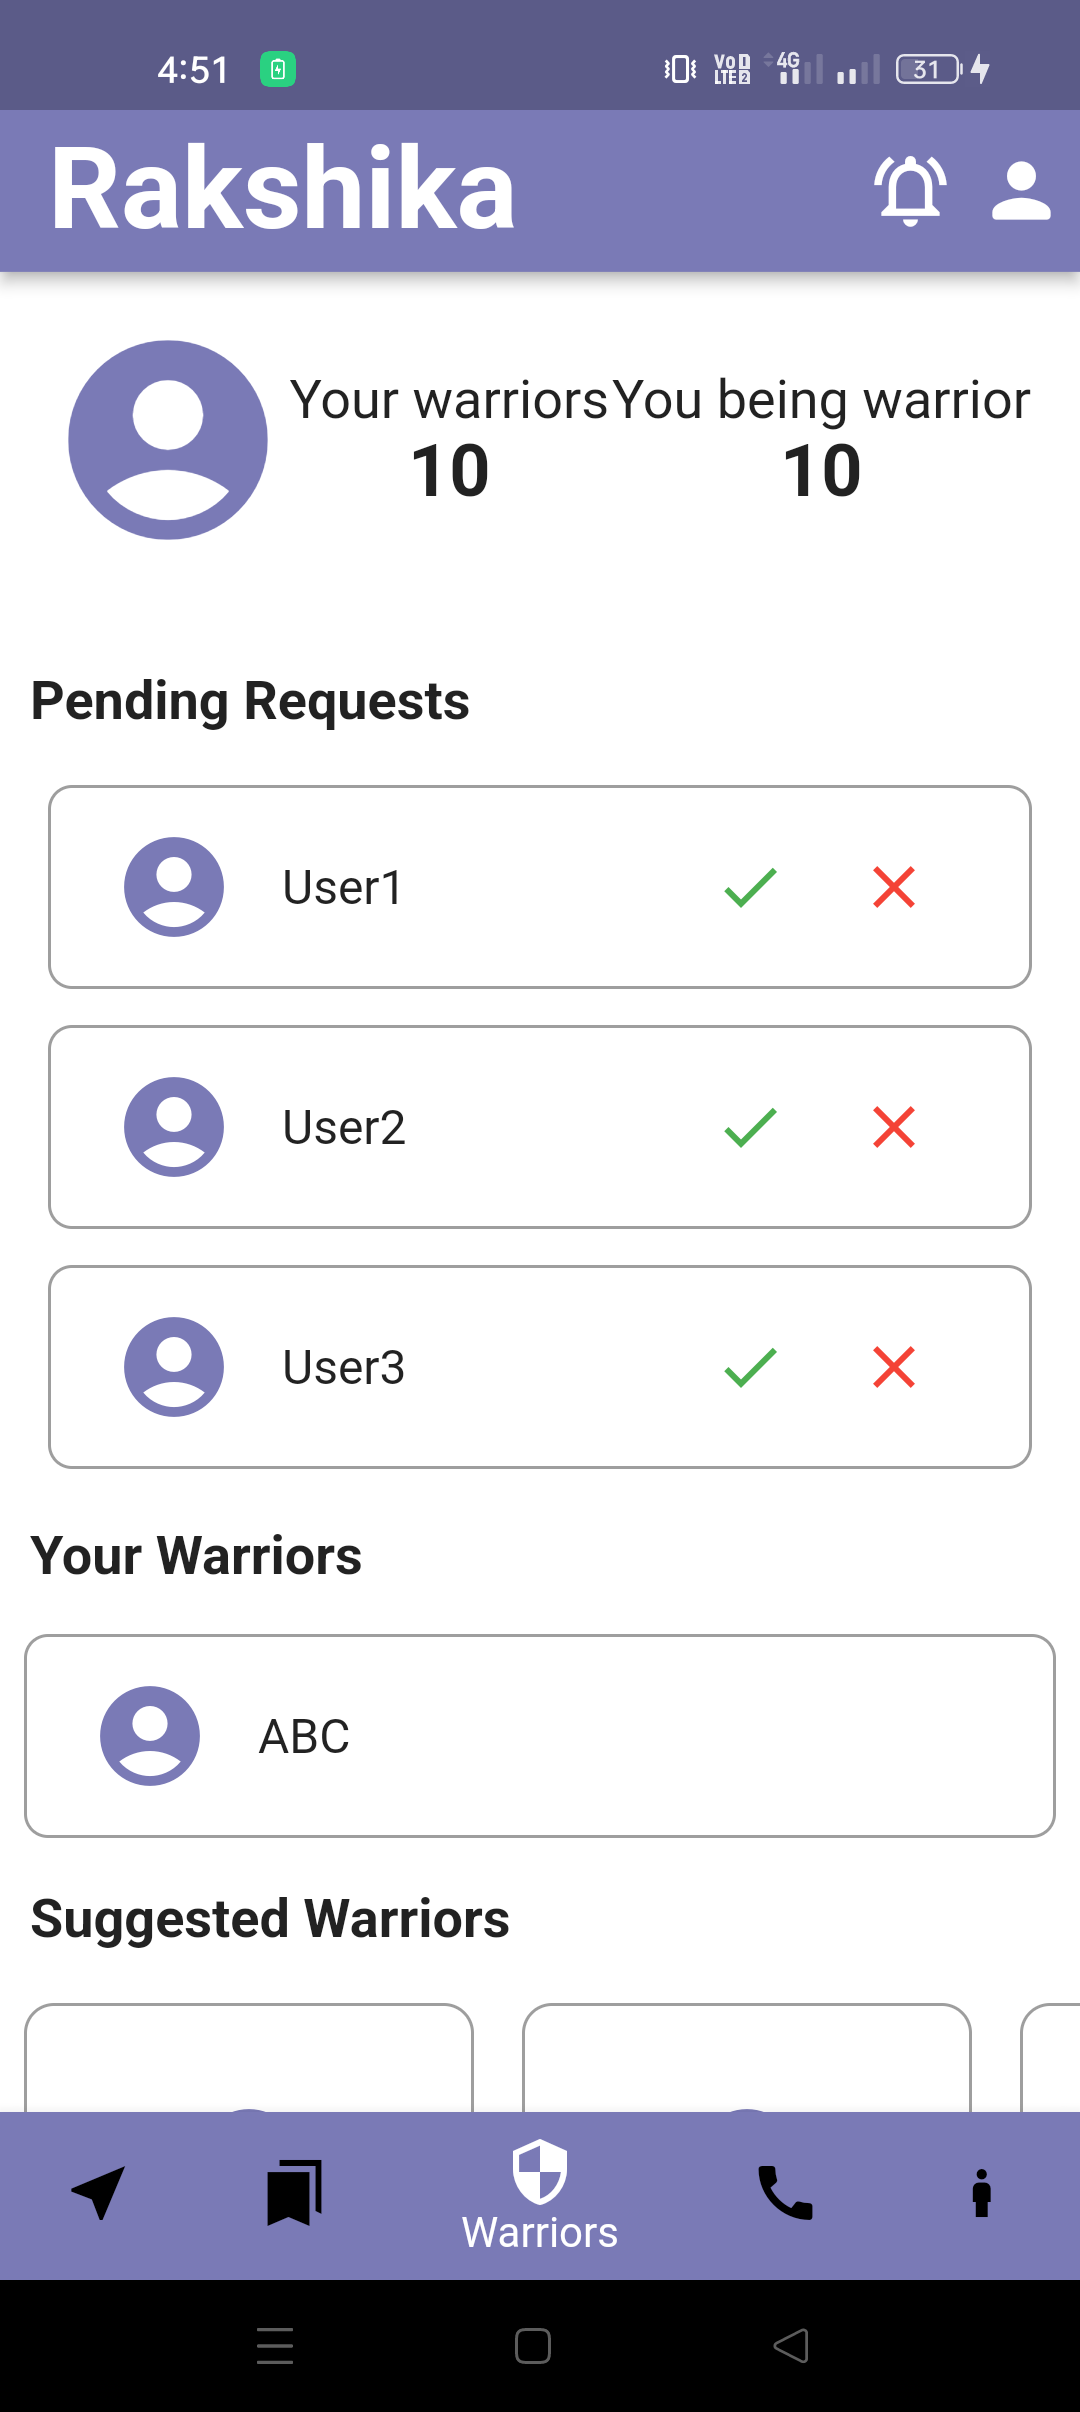 4:51
Vo 1
LTE 2
4G
31
Rakshika
Your warriors You being warrior
10 10
Pending Requests
User1
User2
User3
Your Warriors
ABC
Suggested Warriors
Warriors